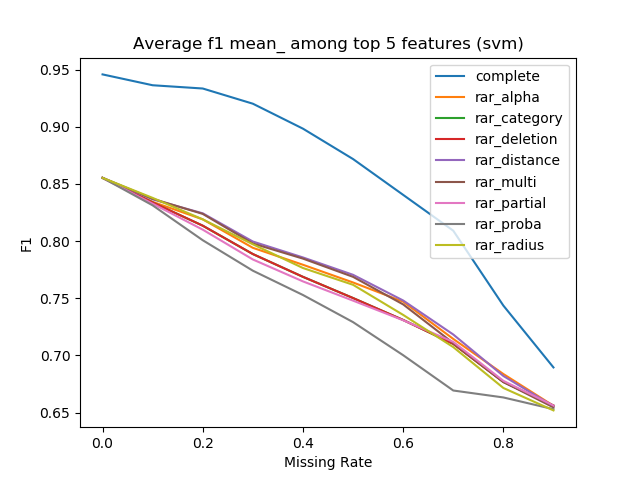 Average f1 mean_ among top 5 features (svm)
0.95
0.90
0.85
0.80
0.75
0.70
0.65
F1
complete
rar_alpha
rar_category
rar_deletion
rar_distance
rar_multi
rar_partial
rar_proba
rar_radius
0.0 0.2 0.4 0.6 0.8
Missing Rate